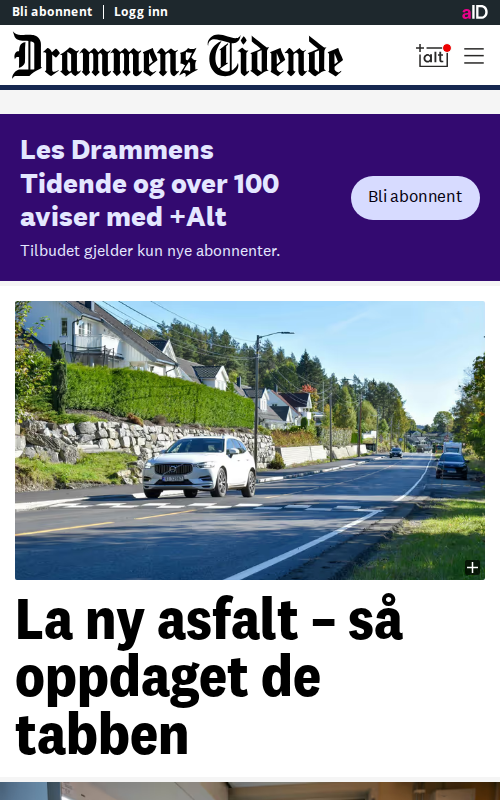 Bli abonnent | Logg inn
aID
Drammens Tidende
+alt
Les Drammens
Tidende og over 100
aviser med +Alt
Bli abonnent
Tilbudet gjelder kun nye abonnenter.
La ny asfalt – så
oppdaget de
tabben